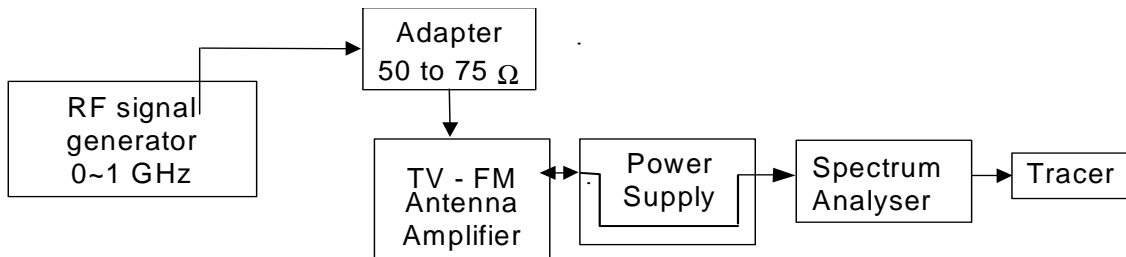 RF signal
generator
0~1 GHz
Adapter
50 to 75 Ω
TV - FM
Antenna
Amplifier
Power
Supply
Spectrum
Analyser
Tracer